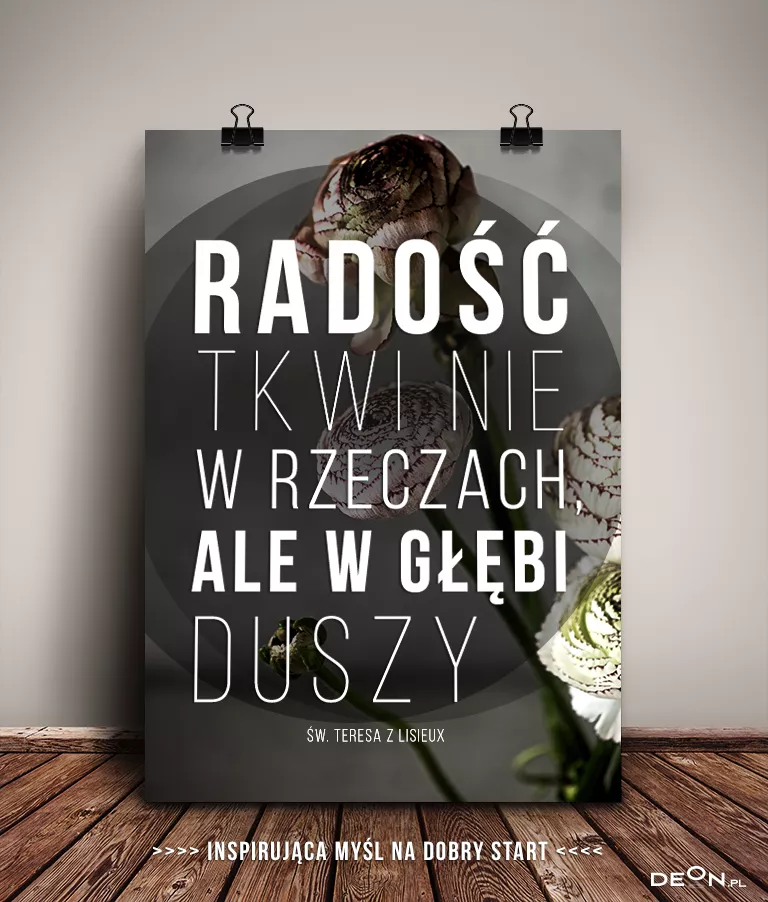 RADOŚĆ
TKWI NIE
W RZECZACH,
ALE W GŁĘBI
DUSZY
ŚW. TERESA Z LISIEUX
>>>> INSPIRUJĄCA MYŚL NA DOBRY START <<<<
DEON.PL